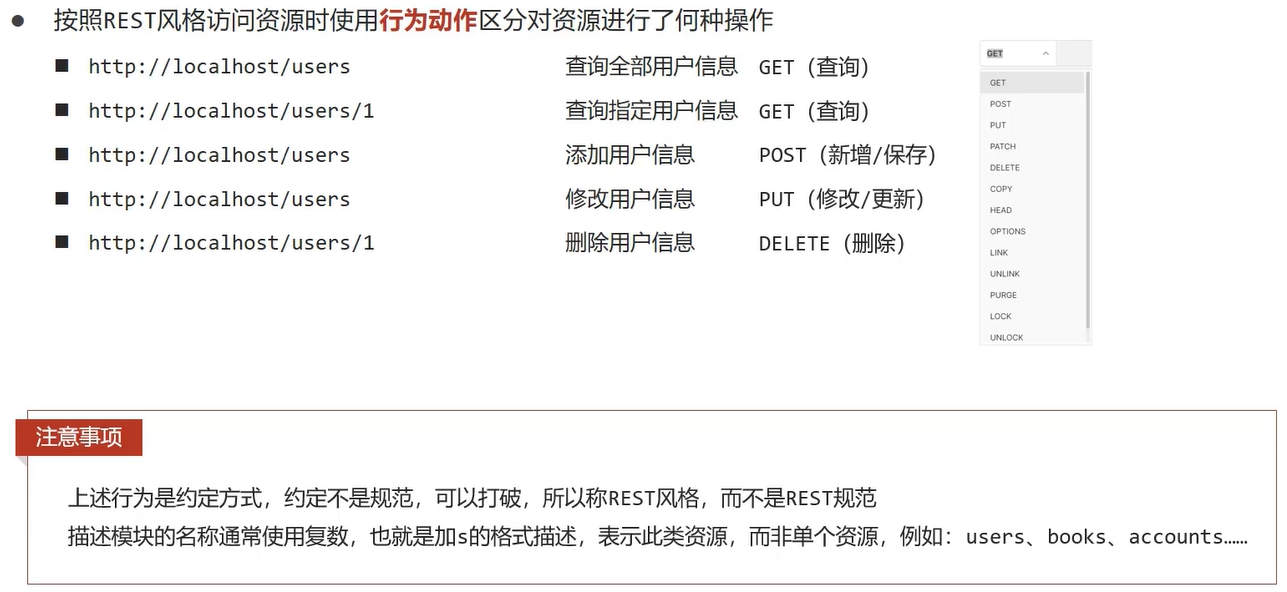 ● 按照REST风格访问资源时使用行为动作区分对资源进行了何种操作
■ http://localhost/users 查询全部用户信息 GET（查询）
■ http://localhost/users/1 查询指定用户信息 GET（查询）
■ http://localhost/users 添加用户信息 POST（新增/保存）
■ http://localhost/users 修改用户信息 PUT（修改/更新）
■ http://localhost/users/1 删除用户信息 DELETE（删除）
GET
GET
POST
PUT
PATCH
DELETE
COPY
HEAD
OPTIONS
LINK
UNLINK
PURGE
LOCK
UNLOCK
注意事项
上述行为是约定方式，约定不是规范，可以打破，所以称REST风格，而不是REST规范
描述模块的名称通常使用复数，也就是加s的格式描述，表示此类资源，而非单个资源，例如：users、books、accounts……